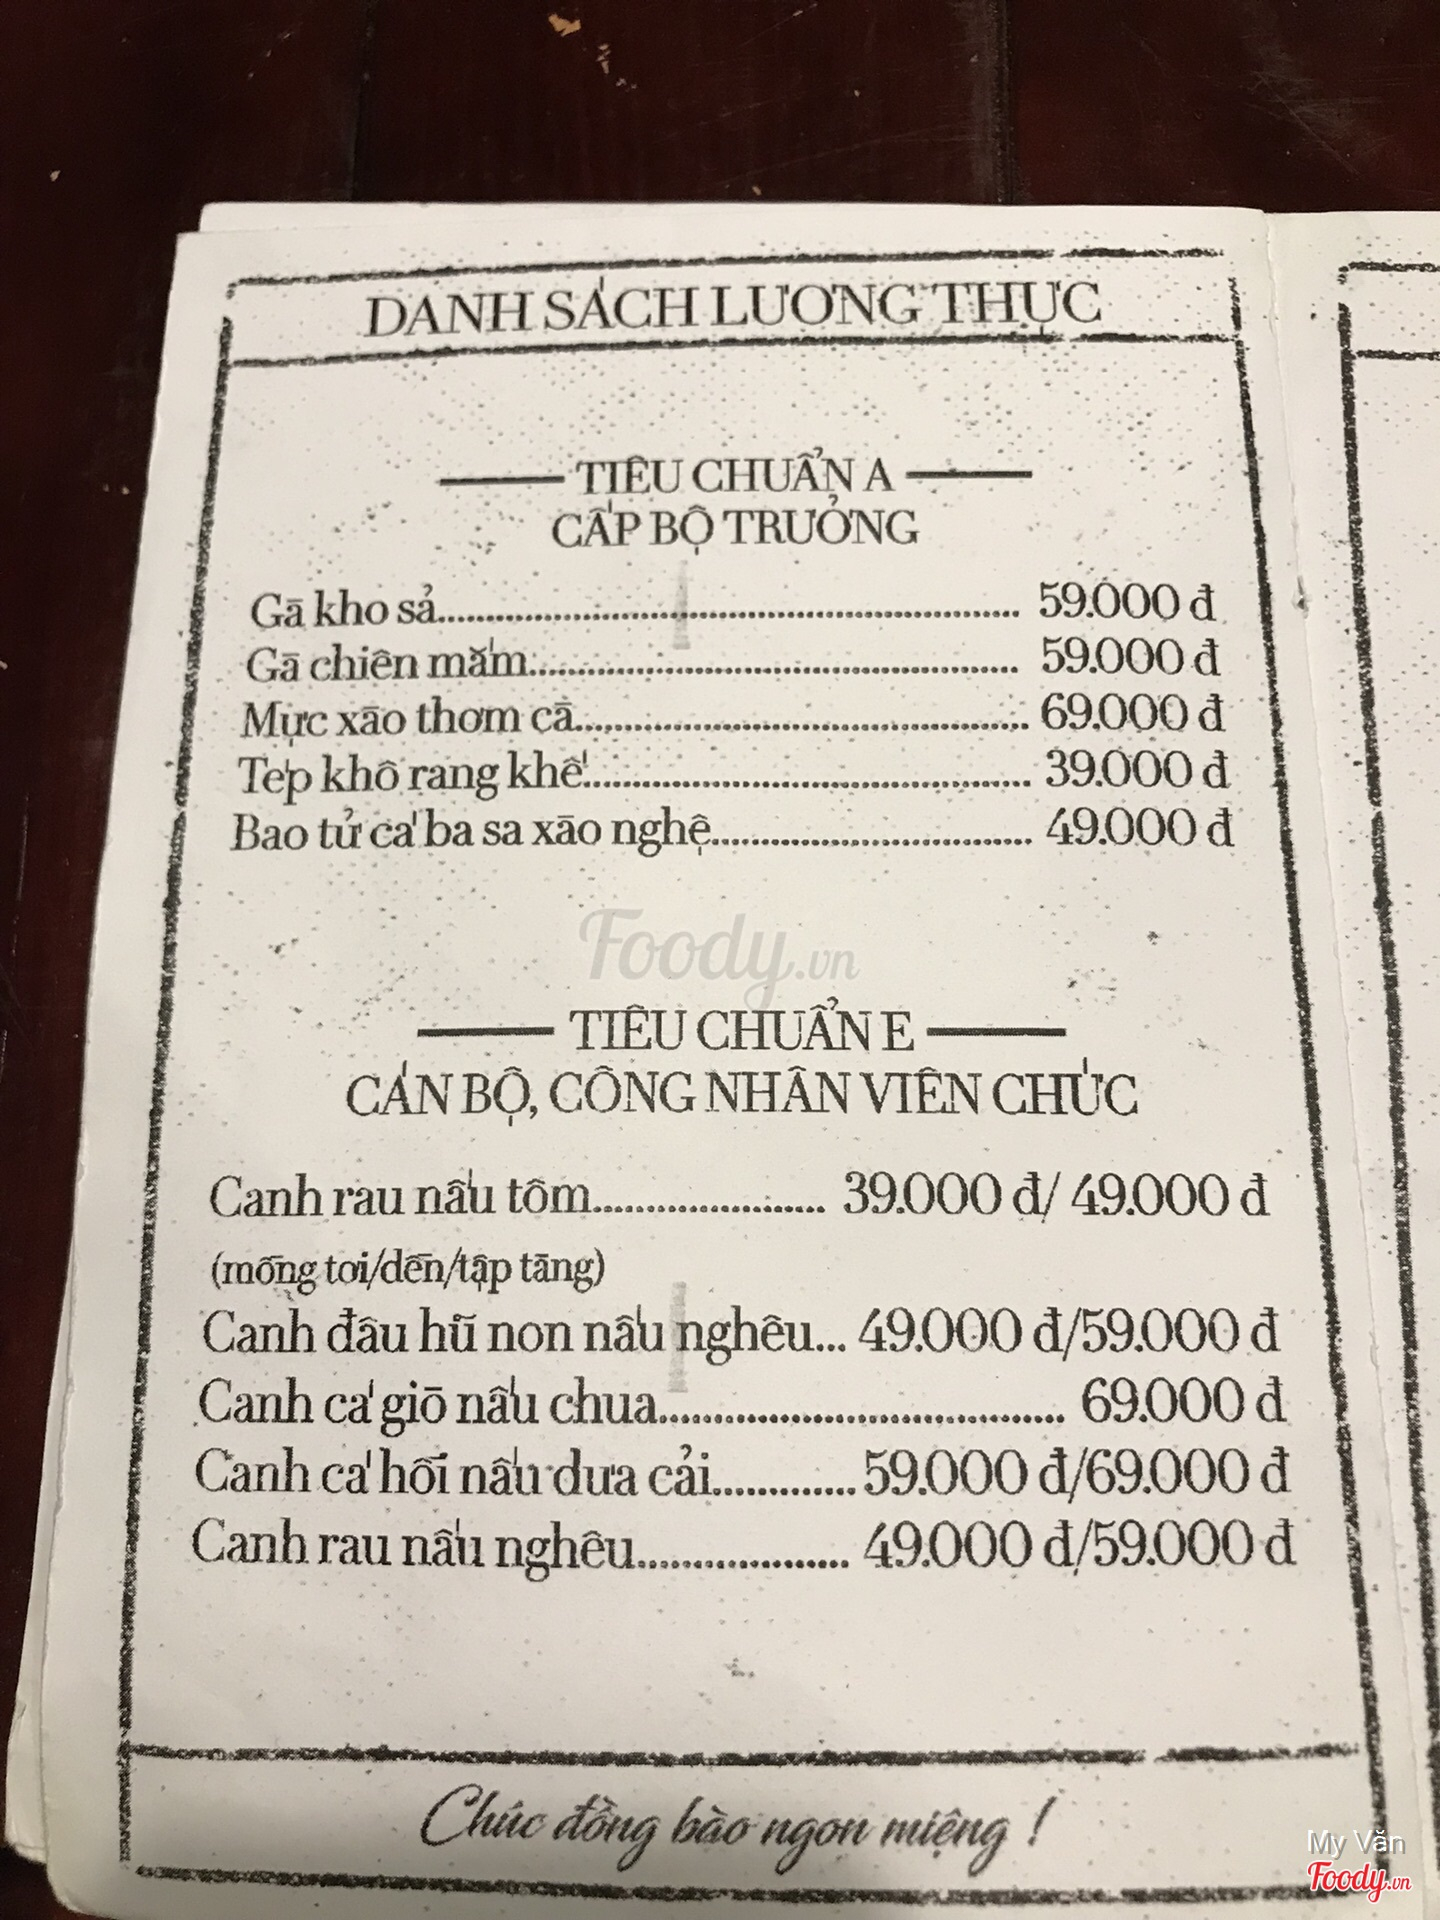 DANH SÁCH LƯƠNG THỰC
TIÊU CHUẨN A
CẤP BỘ TRƯỞNG
Gà kho sả........................................................ 59.000 đ
Gà chiên mắm.............................................. 59.000 đ
Mực xào thơm cà.......................................... 69.000 đ
Tép khô rang khế.......................................... 39.000 đ
Bao tử cá ba sa xào nghệ.............................. 49.000 đ
Foody.vn
TIÊU CHUẨN E
CÁN BỘ, CÔNG NHÂN VIÊN CHỨC
Canh rau nấu tôm...................... 39.000 đ/ 49.000 đ
(mồng tơi/dền/tập tàng)
Canh đâu hũ non nấu nghêu... 49.000 đ/59.000 đ
Canh cá giò nấu chua...................................... 69.000 đ
Canh cá hồi nấu dưa cải............. 59.000 đ/69.000 đ
Canh rau nấu nghêu.................... 49.000 đ/59.000 đ
Chúc đồng bào ngon miệng !
My Văn
Foody.vn